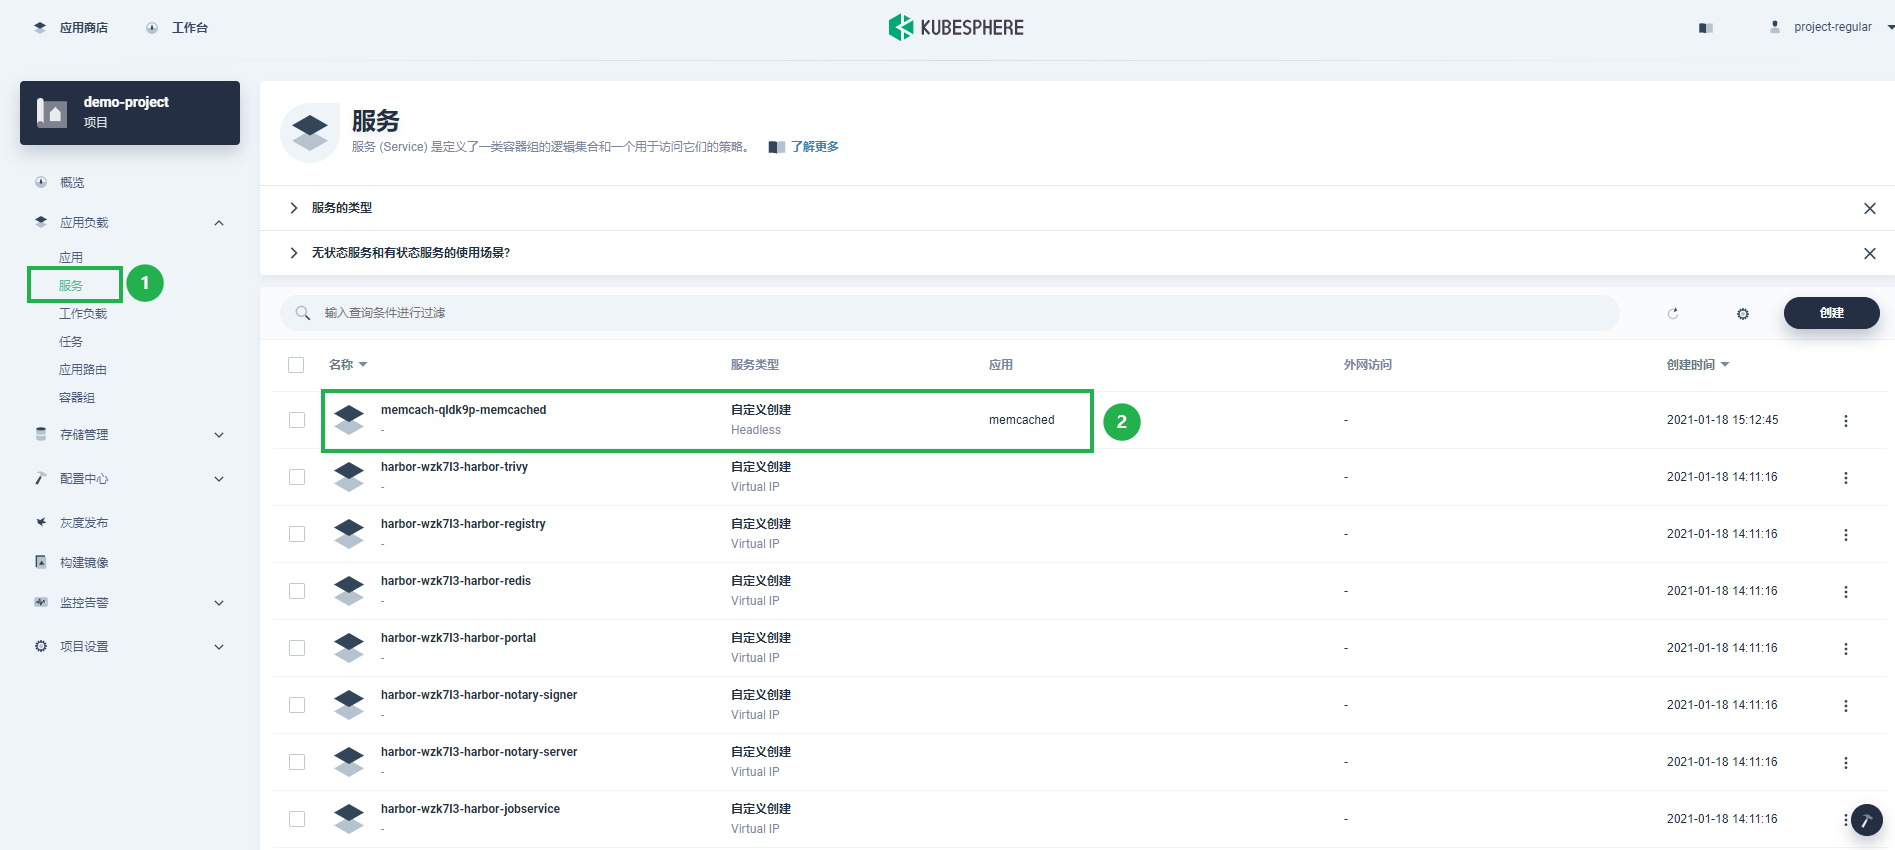 应用商店 工作台 KUBESPHERE project-regular
demo-project
项目
概览
应用负载
应用
服务 1
工作负载
任务
应用路由
容器组
存储管理
配置中心
灰度发布
构建镜像
监控告警
项目设置
服务
服务 (Service) 是定义了一类容器组的逻辑集合和一个用于访问它们的策略。 了解更多
服务的类型
无状态服务和有状态服务的使用场景?
输入查询条件进行过滤 创建
名称 服务类型 应用 外网访问 创建时间
memcach-qldk9p-memcached 自定义创建 memcached - 2021-01-18 15:12:45
- Headless 2
harbor-wzk7l3-harbor-trivy 自定义创建 - 2021-01-18 14:11:16
- Virtual IP
harbor-wzk7l3-harbor-registry 自定义创建 - 2021-01-18 14:11:16
- Virtual IP
harbor-wzk7l3-harbor-redis 自定义创建 - 2021-01-18 14:11:16
- Virtual IP
harbor-wzk7l3-harbor-portal 自定义创建 - 2021-01-18 14:11:16
- Virtual IP
harbor-wzk7l3-harbor-notary-signer 自定义创建 - 2021-01-18 14:11:16
- Virtual IP
harbor-wzk7l3-harbor-notary-server 自定义创建 - 2021-01-18 14:11:16
- Virtual IP
harbor-wzk7l3-harbor-jobservice 自定义创建 - 2021-01-18 14:11:16
- Virtual IP